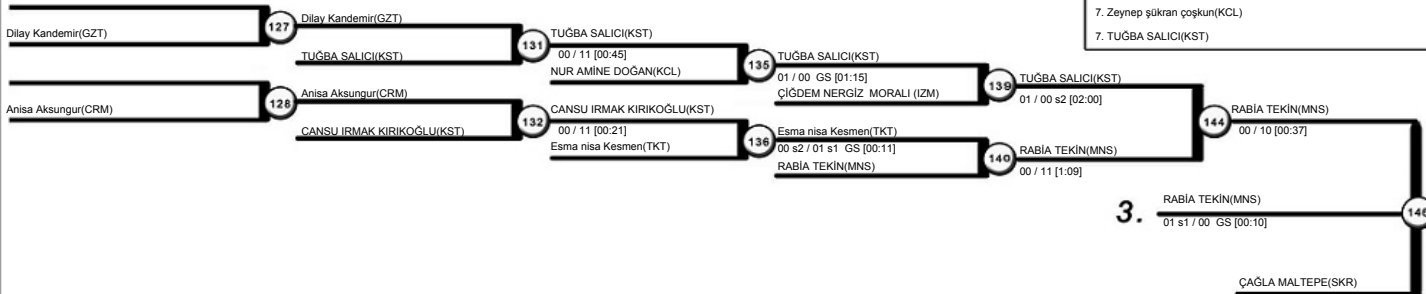 7. Zeynep şükran çoşkun(KCL)
7. TUĞBA SALICI(KST)
Dilay Kandemir(GZT)
127
Dilay Kandemir(GZT)
TUĞBA SALICI(KST)
131
TUĞBA SALICI(KST)
00 / 11 [00:45]
NUR AMİNE DOĞAN(KCL)
135
TUĞBA SALICI(KST)
01 / 00 GS [01:15]
ÇİĞDEM NERGİZ MORALI (IZM)
139
TUĞBA SALICI(KST)
01 / 00 s2 [02:00]
Anisa Aksungur(CRM)
128
Anisa Aksungur(CRM)
CANSU IRMAK KIRIKOĞLU(KST)
132
CANSU IRMAK KIRIKOĞLU(KST)
00 / 11 [00:21]
Esma nisa Kesmen(TKT)
136
Esma nisa Kesmen(TKT)
00 s2 / 01 s1 GS [00:11]
RABİA TEKİN(MNS)
140
RABİA TEKİN(MNS)
00 / 11 [1:09]
144
RABİA TEKİN(MNS)
00 / 10 [00:37]
3.
RABİA TEKİN(MNS)
01 s1 / 00 GS [00:10]
146
ÇAĞLA MALTEPE(SKR)